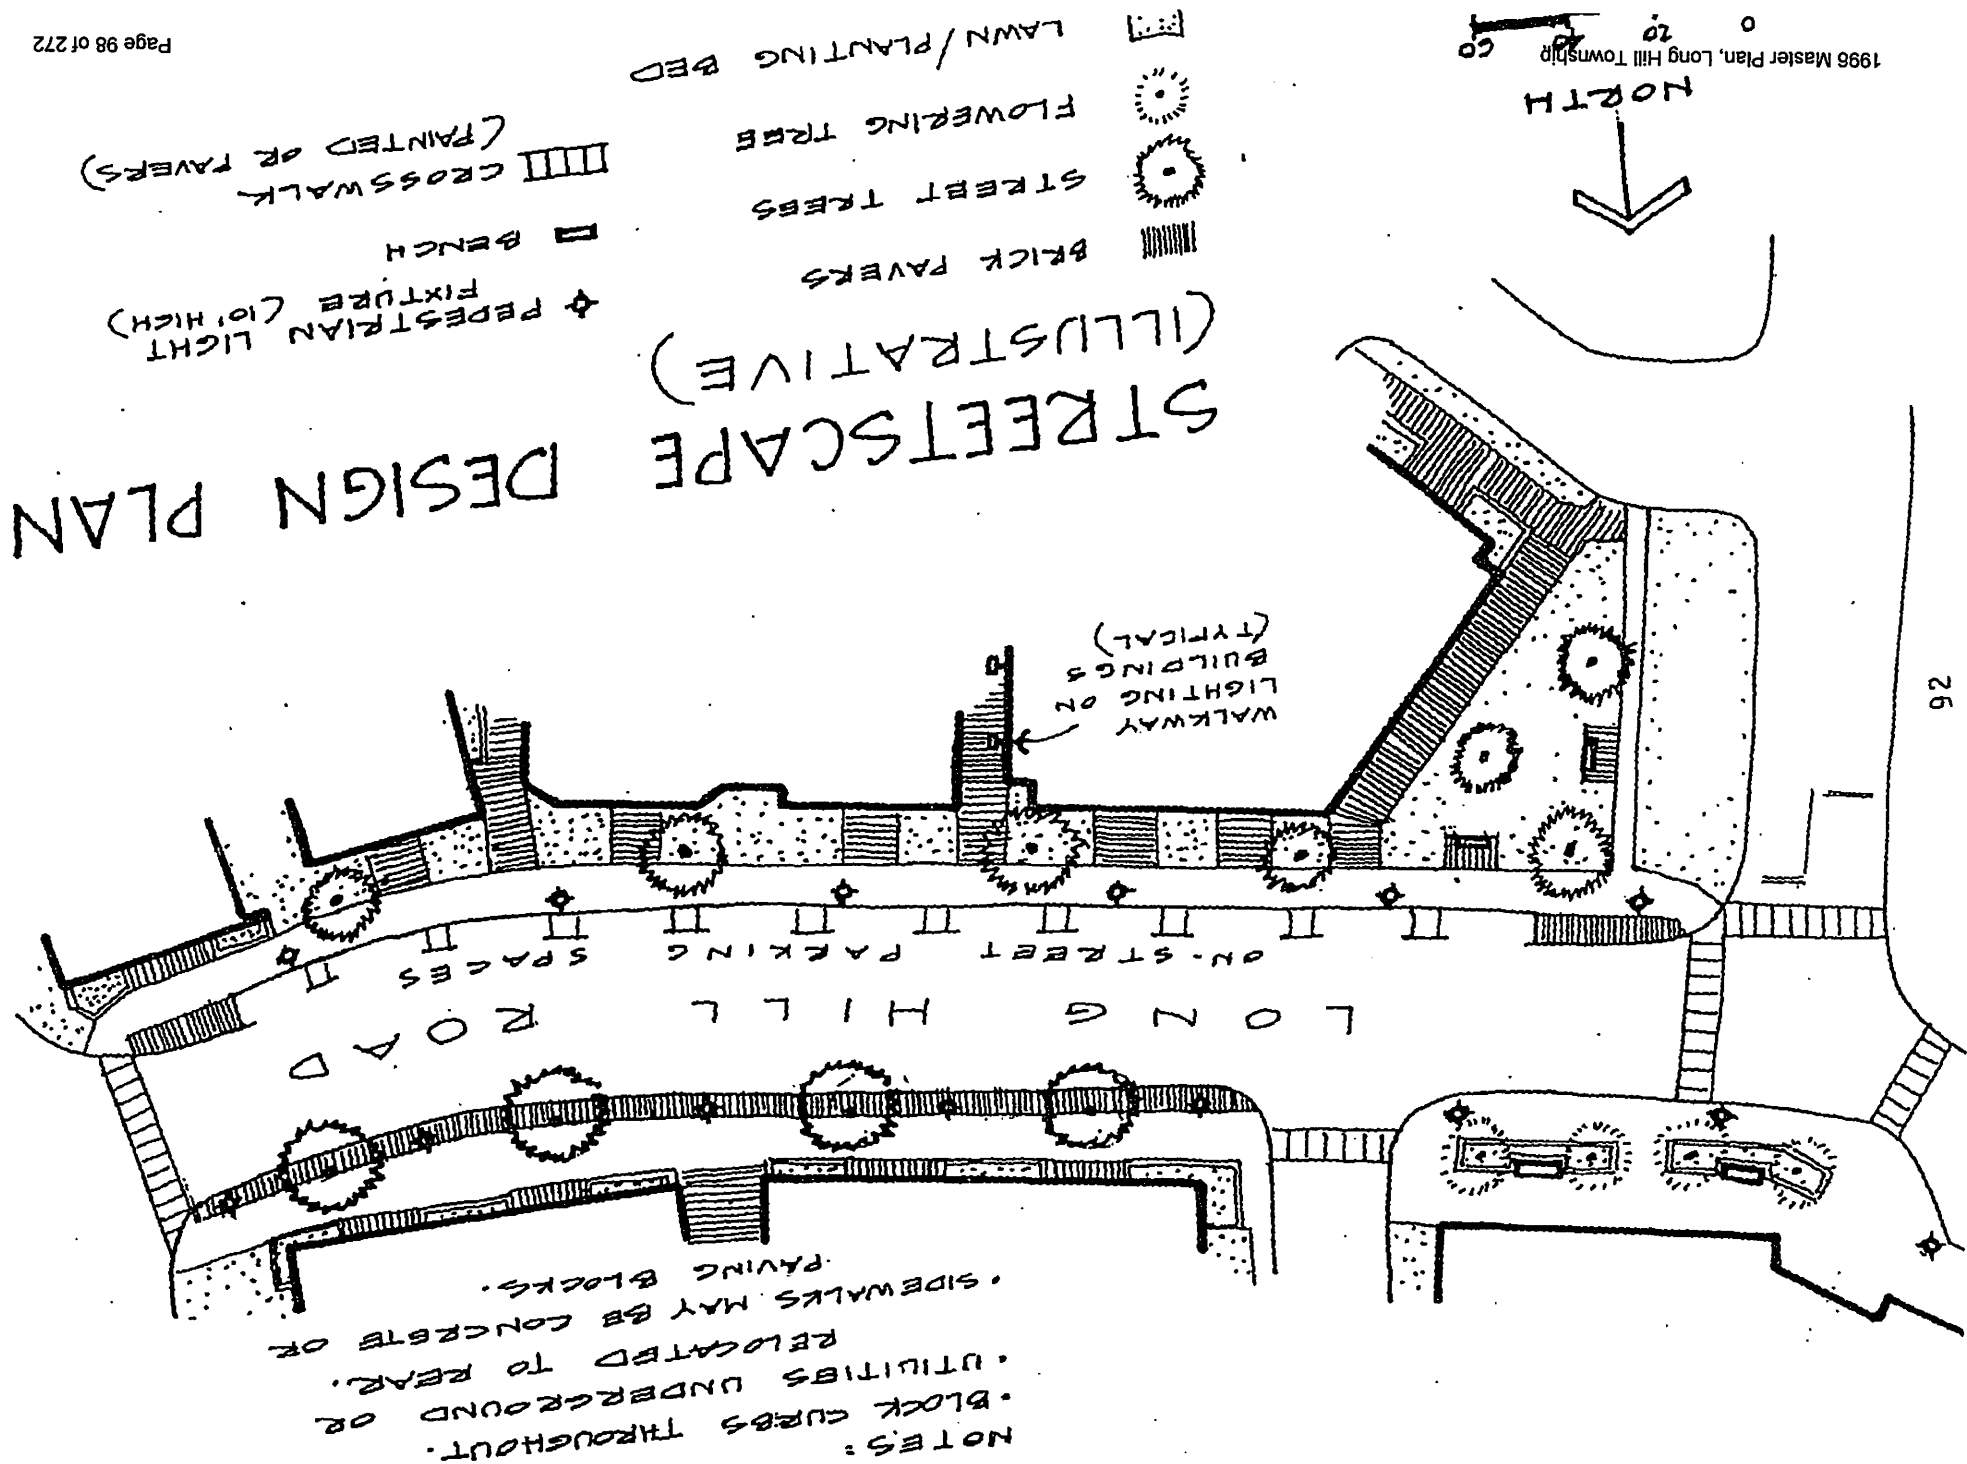 NOTES:
• BLOCK CURBS THROUGHOUT.
• UTILITIES UNDERGROUND OR
RELOCATED TO REAR.
• SIDEWALKS MAY BE CONCRETE OR
PAVING BLOCKS.
LONG HILL ROAD
ON-STREET PARKING SPACES
WALKWAY
LIGHTING ON
BUILDINGS
(TYPICAL)
92
STREETSCAPE DESIGN PLAN
(ILLUSTRATIVE)
BRICK PAVERS
STREET TREES
FLOWERING TREE
LAWN/PLANTING BED
PEDESTRIAN LIGHT
FIXTURE (10' HIGH)
BENCH
CROSSWALK
(PAINTED OR PAVERS)
NORTH
0 20 40 60
1996 Master Plan, Long Hill Township
Page 98 of 272